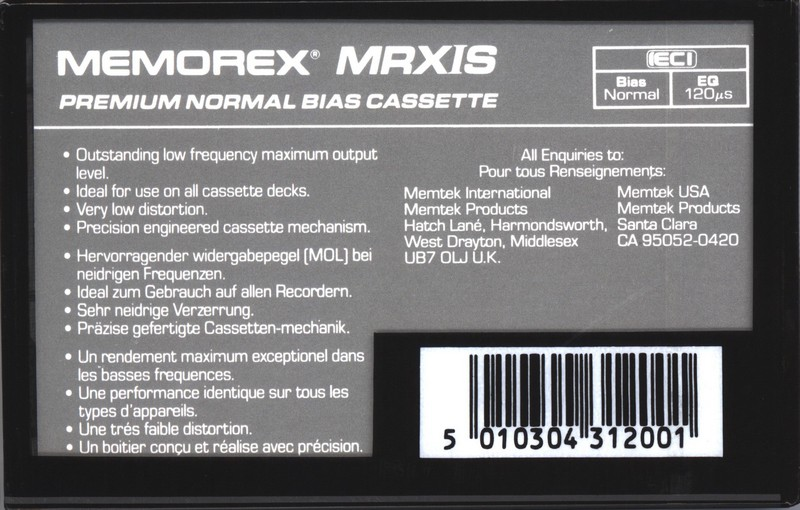 MEMOREX® MRXIS
PREMIUM NORMAL BIAS CASSETTE
IECI
Bias
Normal
EQ
120µs
• Outstanding low frequency maximum output
level.
• Ideal for use on all cassette decks.
• Very low distortion.
• Precision engineered cassette mechanism.
• Hervorragender widergabepegel (MOL) bei
neidrigen Frequenzen.
• Ideal zum Gebrauch auf allen Recordern.
• Sehr neidrige Verzerrung.
• Präzise gefertigte Cassetten-mechanik.
• Un rendement maximum exceptionel dans
les basses frequences.
• Une performance identique sur tous les
types d'appareils.
• Une trés faible distortion.
• Un boitier conçu et réalise avec précision.
All Enquiries to:
Pour tous Renseignements:
Memtek International
Memtek Products
Hatch Lané, Harmondsworth,
West Drayton, Middlesex
UB7 OLJ U.K.
Memtek USA
Memtek Products
Santa Clara
CA 95052-0420
5 010304 312001